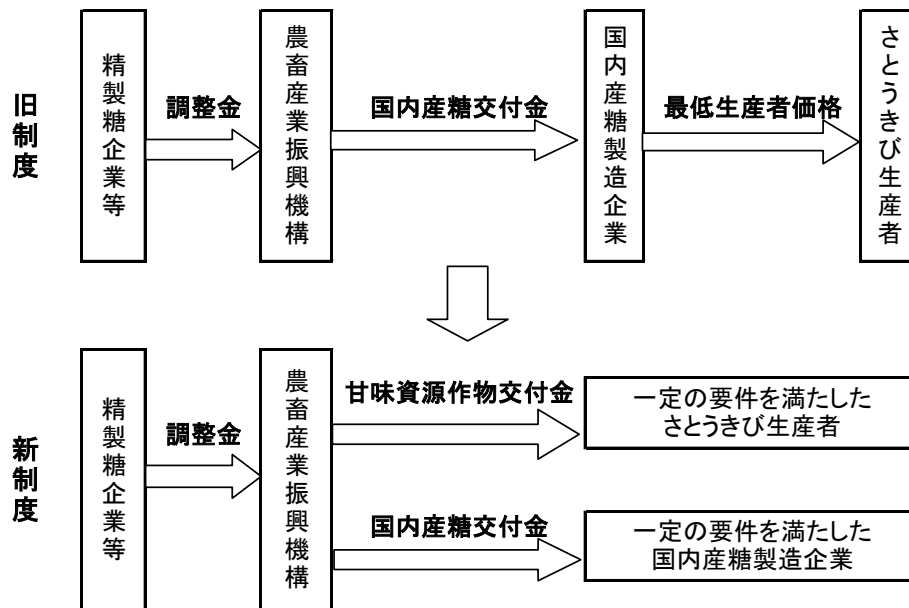 旧制度
精製糖企業等
調整金
農畜産業振興機構
国内産糖交付金
国内産糖製造企業
最低生産者価格
さとうきび生産者
新制度
精製糖企業等
調整金
農畜産業振興機構
甘味資源作物交付金
一定の要件を満たした
さとうきび生産者
国内産糖交付金
一定の要件を満たした
国内産糖製造企業